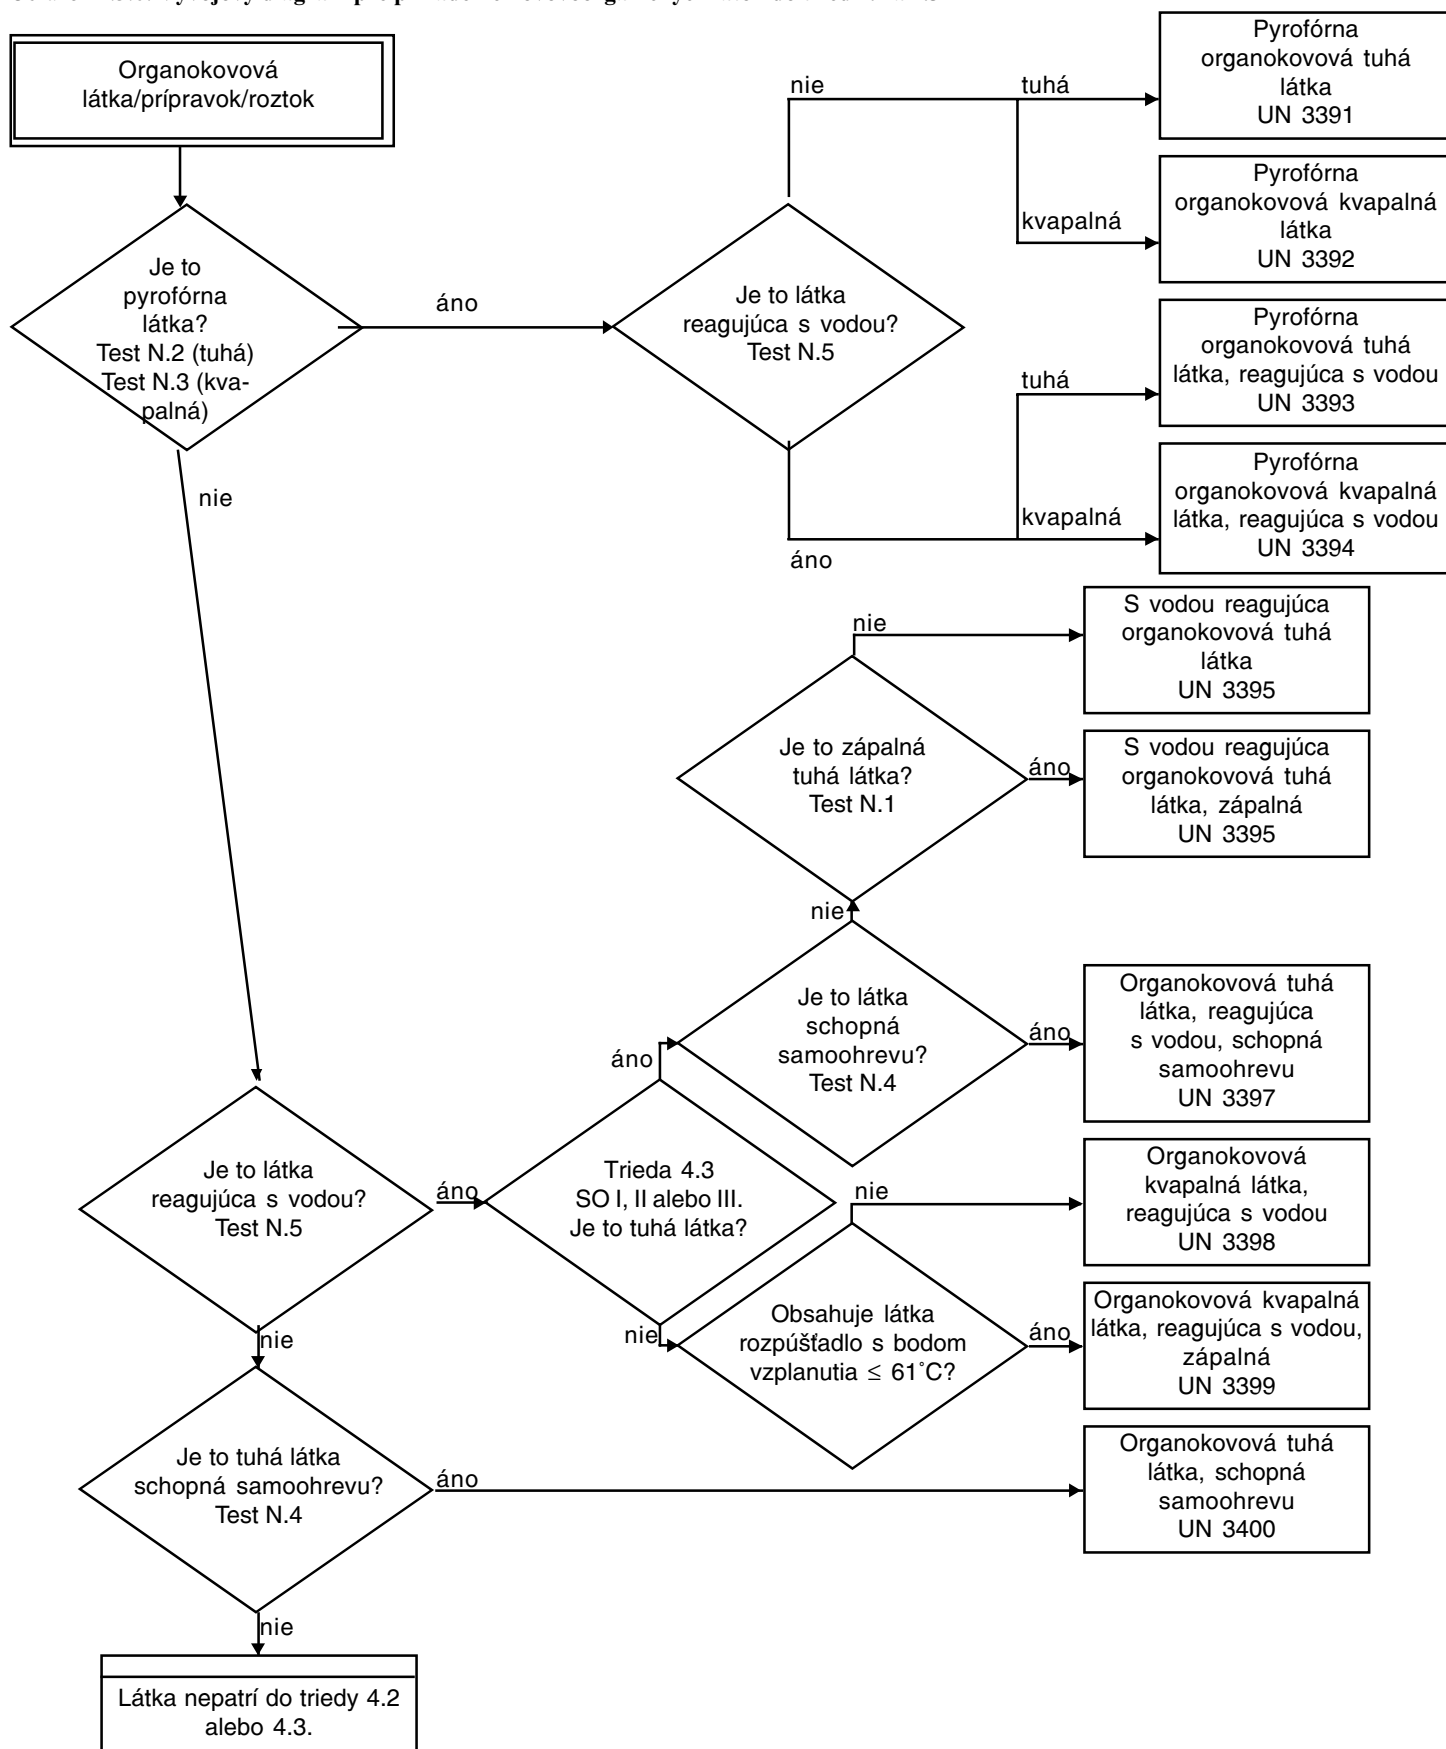 Organokovová
látka/prípravok/roztok
Je to
pyrofórna
látka?
Test N.2 (tuhá)
Test N.3 (kva-
palná)
áno
nie
Je to látka
reagujúca s vodou?
Test N.5
nie
tuhá
kvapalná
Pyrofórna
organokovová tuhá
látka
UN 3391
Pyrofórna
organokovová kvapalná
látka
UN 3392
tuhá
kvapalná
áno
Pyrofórna
organokovová tuhá
látka, reagujúca s vodou
UN 3393
Pyrofórna
organokovová kvapalná
látka, reagujúca s vodou
UN 3394
nie
S vodou reagujúca
organokovová tuhá
látka
UN 3395
Je to zápalná
tuhá látka?
Test N.1
áno
S vodou reagujúca
organokovová tuhá
látka, zápalná
UN 3395
nie
Je to látka
schopná
samoohrevu?
Test N.4
áno
Organokovová tuhá
látka, reagujúca
s vodou, schopná
samoohrevu
UN 3397
áno
Je to látka
reagujúca s vodou?
Test N.5
áno
Trieda 4.3
SO I, II alebo III.
Je to tuhá látka?
nie
Organokovová
kvapalná látka,
reagujúca s vodou
UN 3398
nie
Obsahuje látka
rozpúšťadlo s bodom
vzplanutia ≤ 61˚C?
áno
Organokovová kvapalná
látka, reagujúca s vodou,
zápalná
UN 3399
nie
Je to tuhá látka
schopná samoohrevu?
Test N.4
áno
Organokovová tuhá
látka, schopná
samoohrevu
UN 3400
nie
Látka nepatrí do triedy 4.2
alebo 4.3.